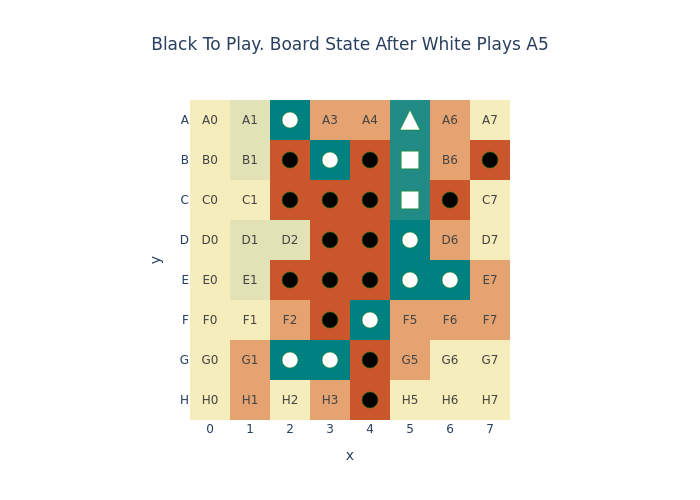 Black To Play. Board State After White Plays A5
A A0 A1 A3 A4 A6 A7
B B0 B1 B6
C C0 C1 C7
D D0 D1 D2 D6 D7
E E0 E1 E7
F F0 F1 F2 F5 F6 F7
G G0 G1 G5 G6 G7
H H0 H1 H2 H3 H5 H6 H7
0 1 2 3 4 5 6 7
x
y